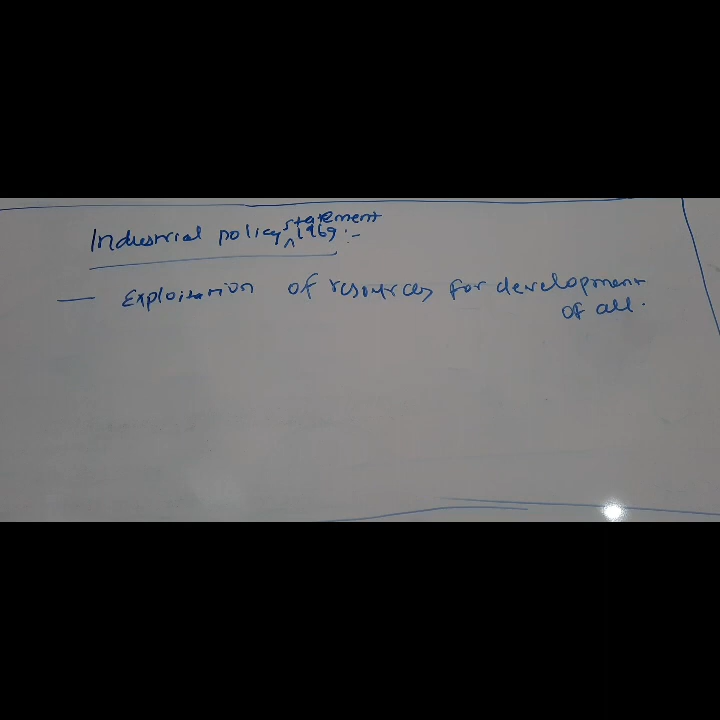 Industrial policy statement 1969 :-
— Exploitation of resources for development
of all.